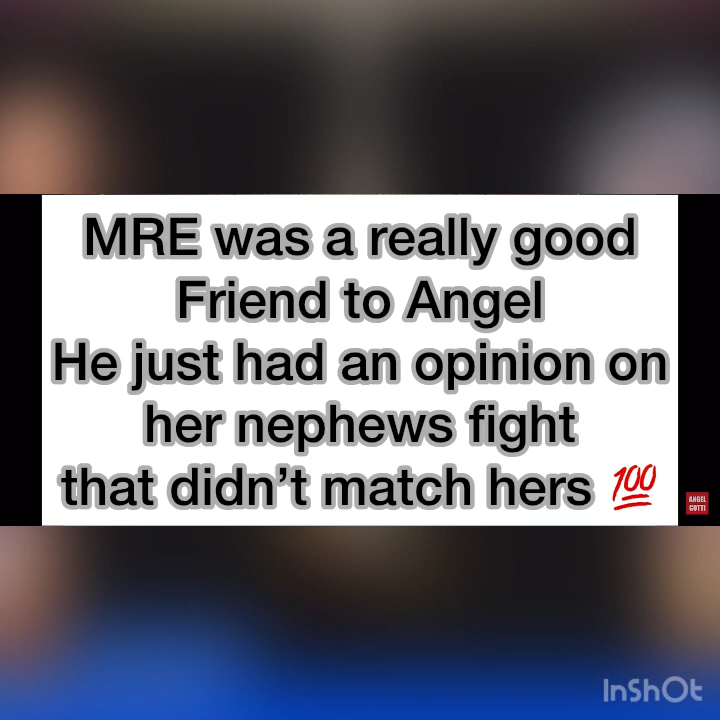 MRE was a really good
Friend to Angel
He just had an opinion on
her nephews fight
that didn’t match hers 💯
ANGEL
GOTTI
InShOt